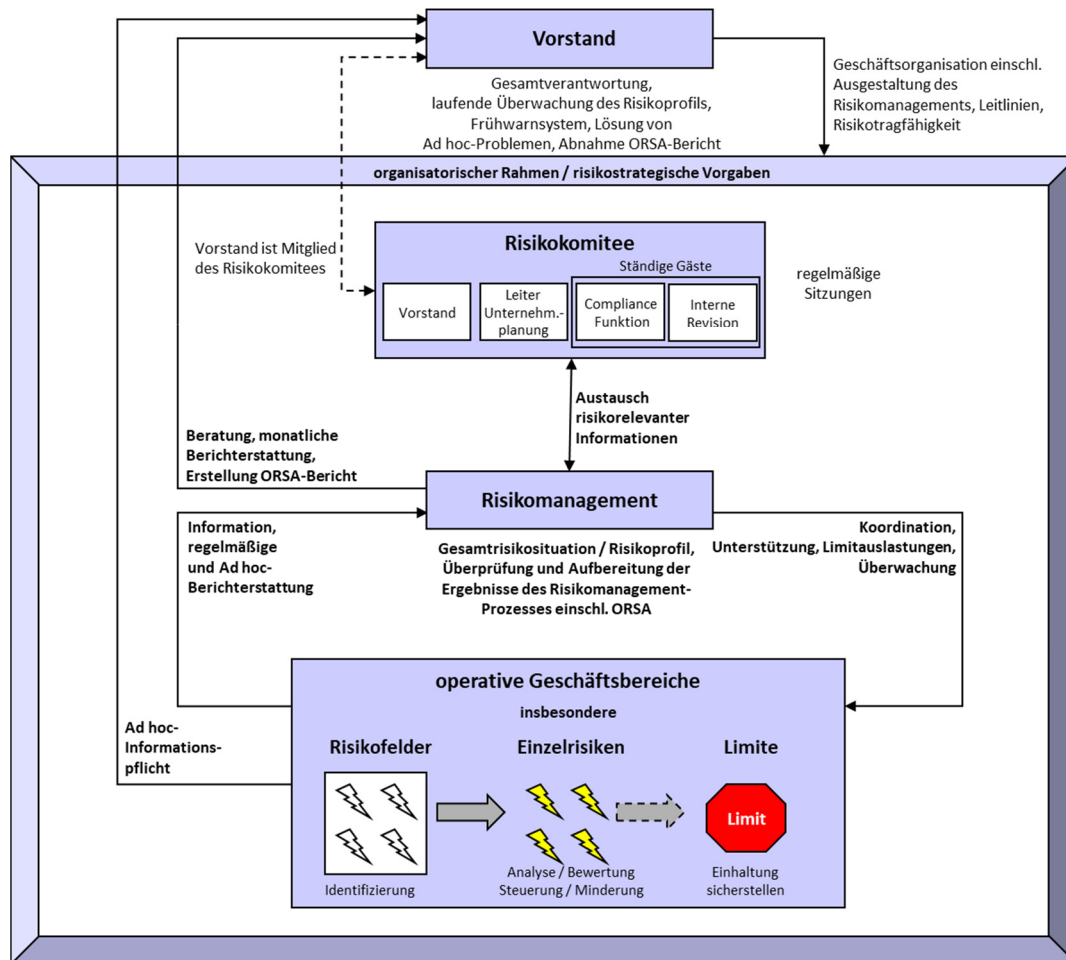 Vorstand
Gesamtverantwortung,
laufende Überwachung des Risikoprofils,
Frühwarnsystem, Lösung von
Ad hoc-Problemen, Abnahme ORSA-Bericht
Geschäftsorganisation einschl.
Ausgestaltung des
Risikomanagements, Leitlinien,
Risikotragfähigkeit
organisatorischer Rahmen / risikostrategische Vorgaben
Vorstand ist Mitglied
des Risikokomitees
Risikokomitee
Ständige Gäste
Vorstand
Leiter
Unternehm.-
planung
Compliance
Funktion
Interne
Revision
regelmäßige
Sitzungen
Austausch
risikorelevanter
Informationen
Beratung, monatliche
Berichterstattung,
Erstellung ORSA-Bericht
Risikomanagement
Information,
regelmäßige
und Ad hoc-
Berichterstattung
Gesamtrisikosituation / Risikoprofil,
Überprüfung und Aufbereitung der
Ergebnisse des Risikomanagement-
Prozesses einschl. ORSA
Koordination,
Unterstützung, Limitauslastungen,
Überwachung
operative Geschäftsbereiche
insbesondere
Ad hoc-
Informations-
pflicht
Risikofelder
Identifizierung
Einzelrisiken
Analyse / Bewertung
Steuerung / Minderung
Limite
Limit
Einhaltung
sicherstellen